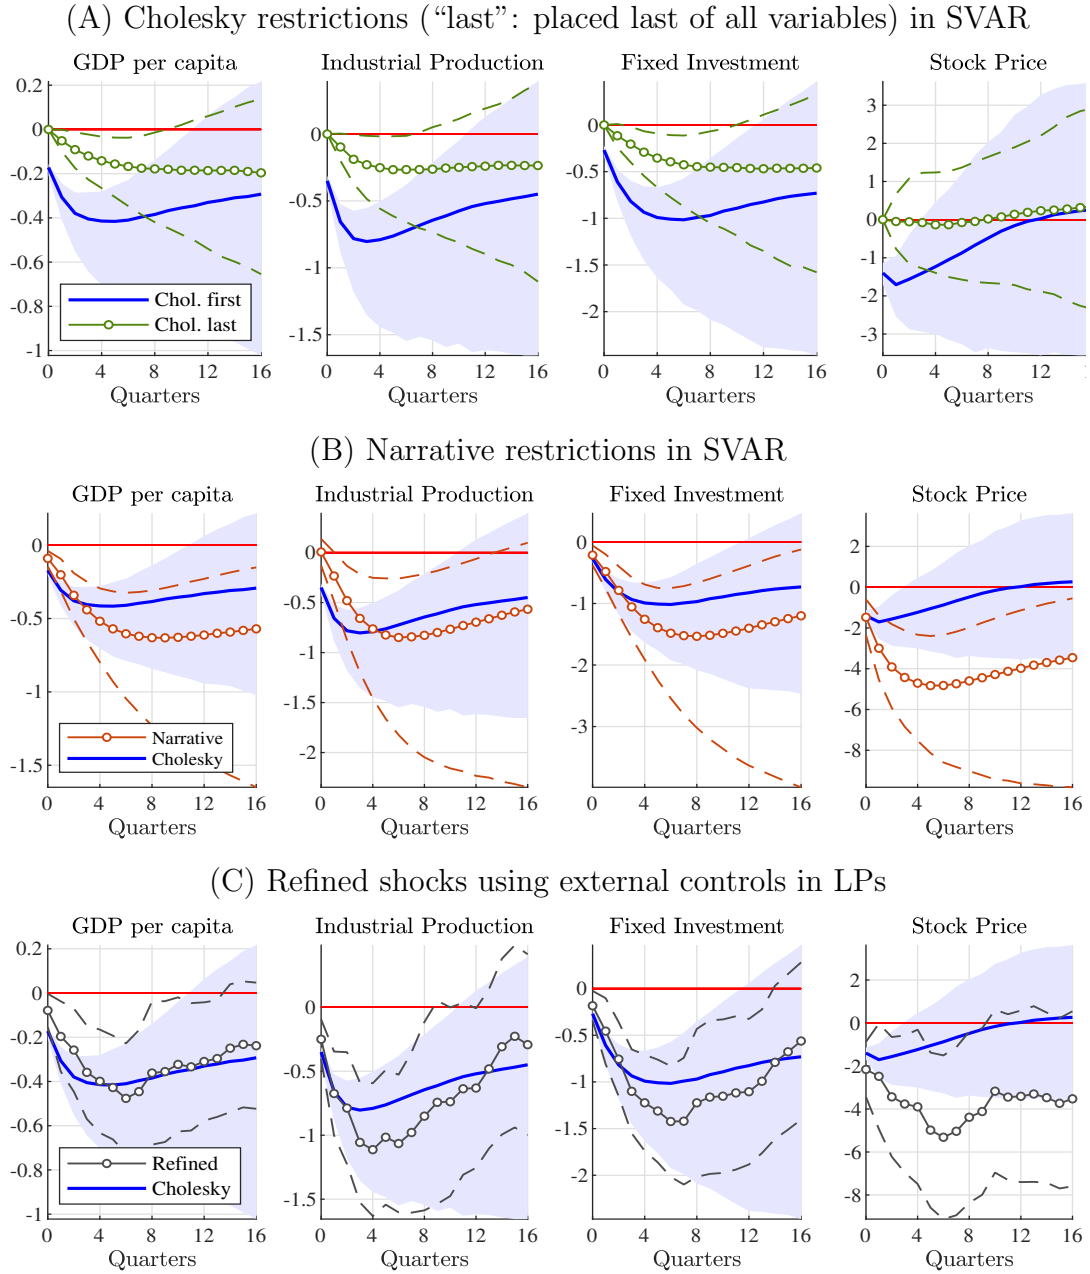 (A) Cholesky restrictions (“last”: placed last of all variables) in SVAR
GDP per capita
0.2
0
-0.2
-0.4
-0.6
-0.8
-1
Chol. first
Chol. last
0 4 8 12 16
Quarters
Industrial Production
0
-0.5
-1
-1.5
0 4 8 12 16
Quarters
Fixed Investment
0
-0.5
-1
-1.5
-2
0 4 8 12 16
Quarters
Stock Price
3
2
1
0
-1
-2
-3
0 4 8 12 16
Quarters
(B) Narrative restrictions in SVAR
GDP per capita
0
-0.5
-1
-1.5
Narrative
Cholesky
0 4 8 12 16
Quarters
Industrial Production
0
-0.5
-1
-1.5
-2
0 4 8 12 16
Quarters
Fixed Investment
0
-1
-2
-3
0 4 8 12 16
Quarters
Stock Price
2
0
-2
-4
-6
-8
0 4 8 12 16
Quarters
(C) Refined shocks using external controls in LPs
GDP per capita
0.2
0
-0.2
-0.4
-0.6
-0.8
-1
Refined
Cholesky
0 4 8 12 16
Quarters
Industrial Production
0
-0.5
-1
-1.5
0 4 8 12 16
Quarters
Fixed Investment
0
-0.5
-1
-1.5
-2
0 4 8 12 16
Quarters
Stock Price
2
0
-2
-4
-6
-8
0 4 8 12 16
Quarters